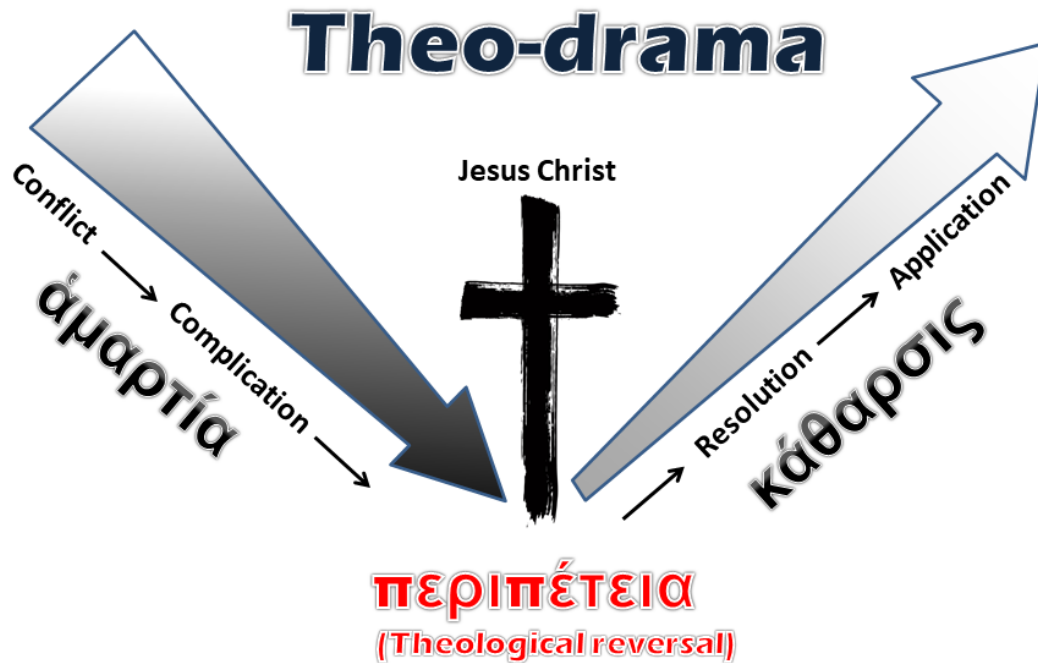 Theo-drama
Jesus Christ
Conflict → Complication →
ἁμαρτία
→ Resolution → Application
κάθαρσις
περιπέτεια
(Theological reversal)